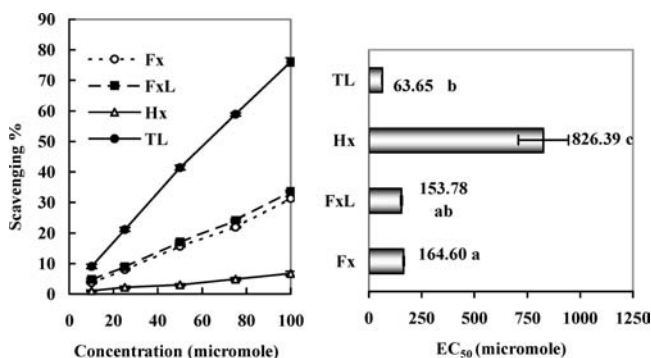 90
80
70
60
50
40
30
20
10
0
Scavenging %
Fx
FxL
Hx
TL
0 20 40 60 80 100
Concentration (micromole)
TL
Hx
FxL
Fx
63.65 b
826.39 c
153.78
ab
164.60 a
0 250 500 750 1000 1250
EC50 (micromole)